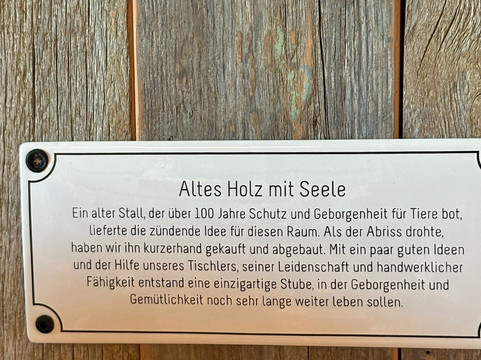 Altes Holz mit Seele
Ein alter Stall, der über 100 Jahre Schutz und Geborgenheit für Tiere bot,
lieferte die zündende Idee für diesen Raum. Als der Abriss drohte,
haben wir ihn kurzerhand gekauft und abgebaut. Mit ein paar guten Ideen
und der Hilfe unseres Tischlers, seiner Leidenschaft und handwerklicher
Fähigkeit entstand eine einzigartige Stube, in der Geborgenheit und
Gemütlichkeit noch sehr lange weiter leben sollen.